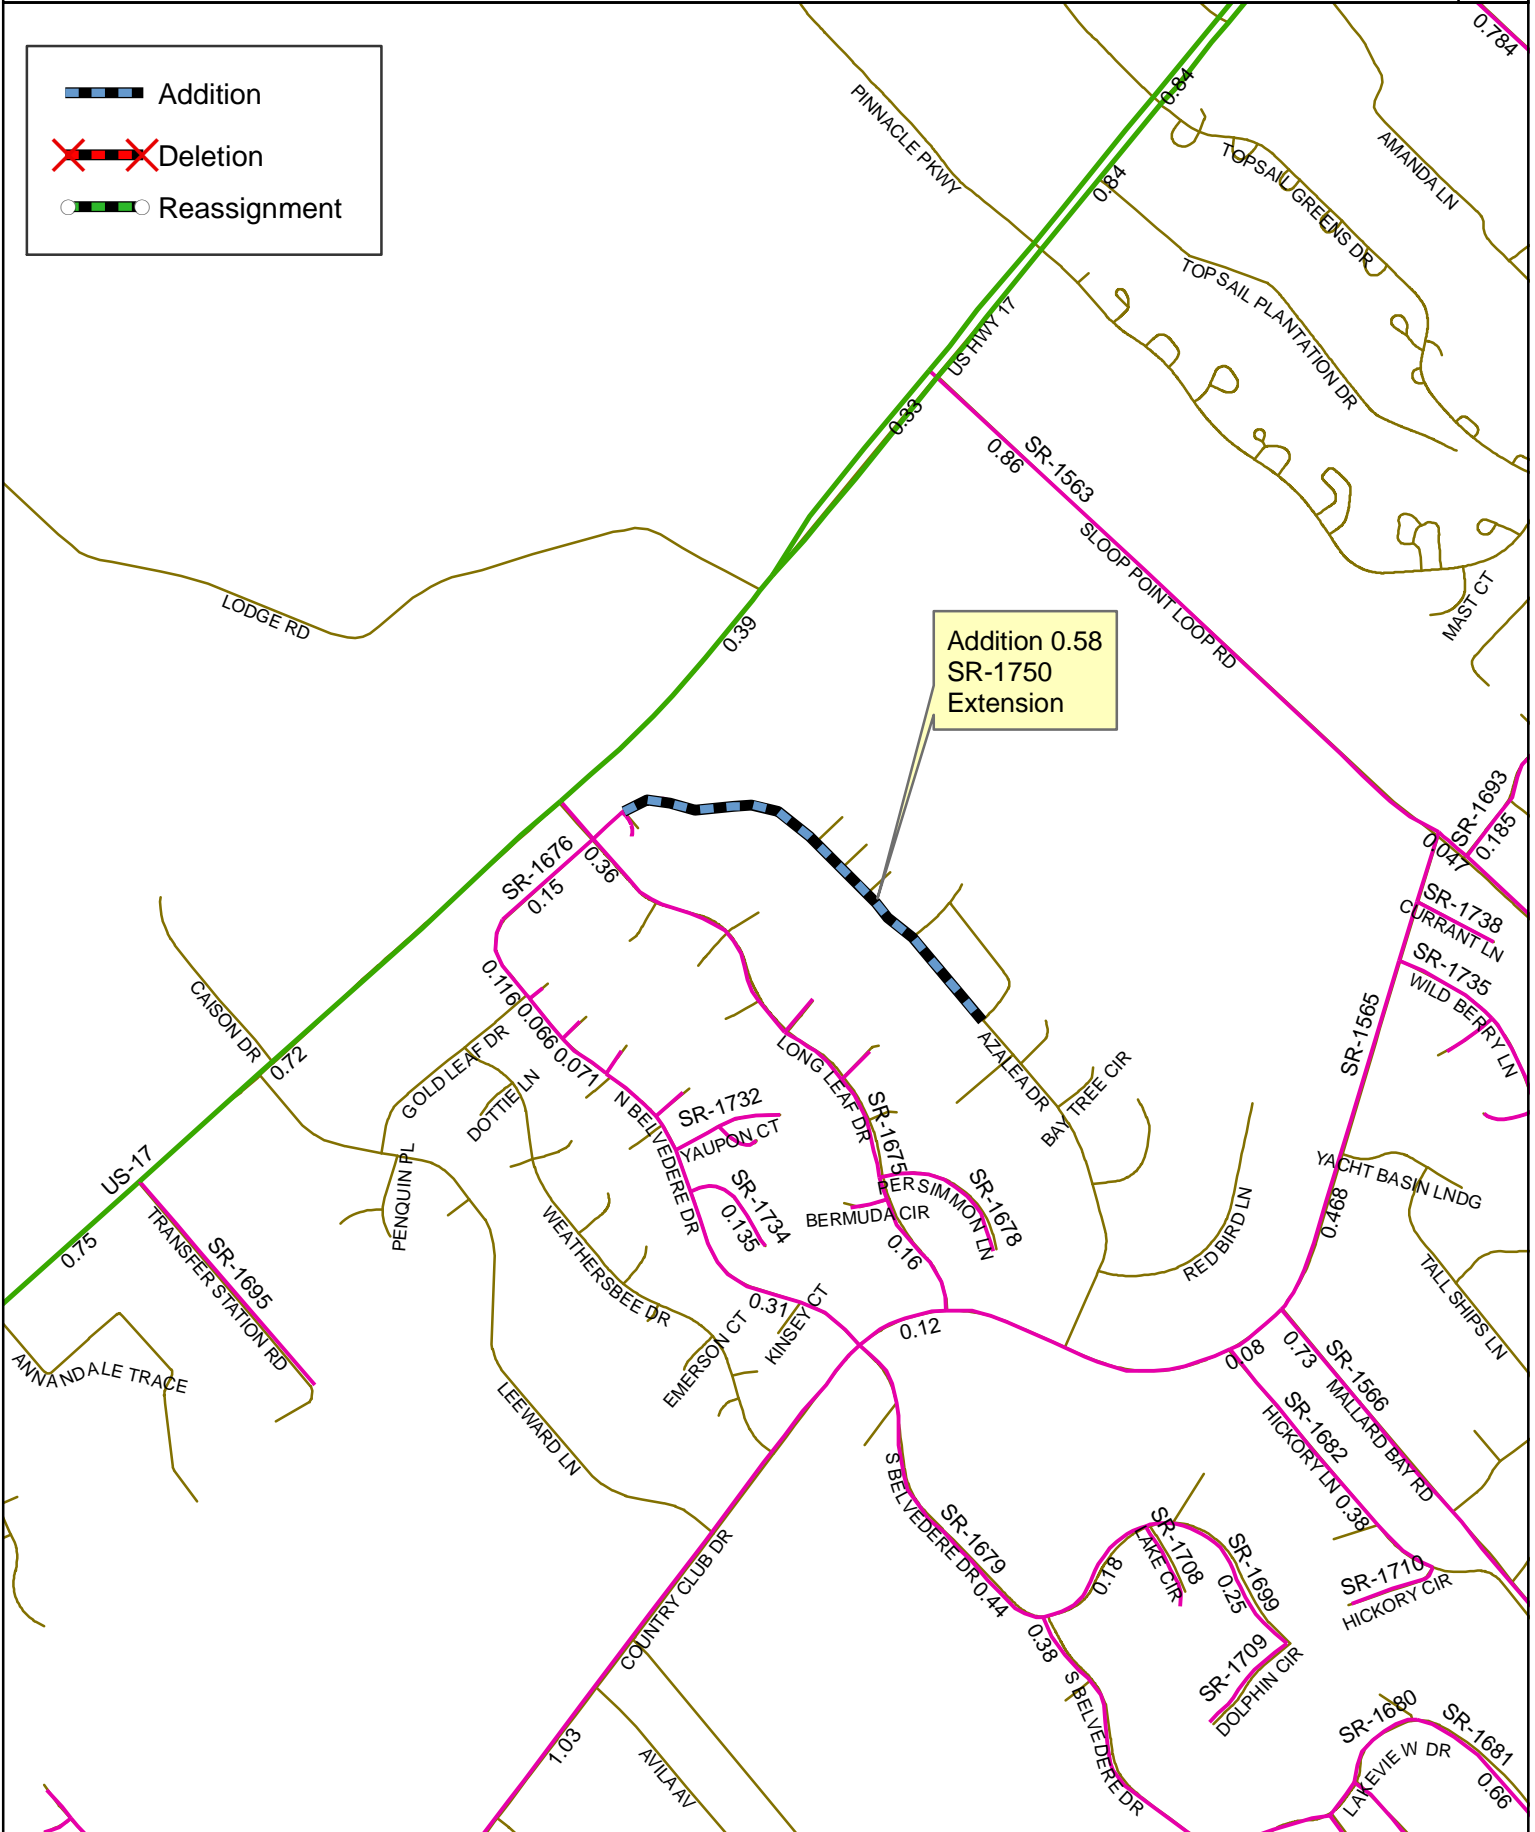 Addition
Deletion
Reassignment
0.784
PINNACLE PKWY
0.84
AMANDA LN
TOPSAIL GREENS DR
0.84
TOPSAIL PLANTATION DR
US HWY 17
0.33
SR-1563
0.86
SLOOP POINT LOOP RD
MAST CT
LODGE RD
0.39
Addition 0.58
SR-1750
Extension
SR-1693
0.185
0.047
SR-1676
0.36
0.15
SR-1738
CURRANT LN
SR-1735
WILD BERRY LN
SR-1565
CAISON DR
0.72
0.116
0.066
0.071
GOLD LEAF DR
DOTTIE LN
N BELVEDERE DR
LONG LEAF DR
SR-1675
AZALEA DR
BAY TREE CIR
SR-1732
YAUPON CT
SR-1734
0.135
PERSIMMON LN
SR-1678
BERMUDA CIR
0.16
PENQUIN PL
US-17
0.75
SR-1695
TRANSFER STATION RD
WEATHERSBEE DR
RED BIRD LN
YACHT BASIN LNDG
0.468
TALL SHIPS LN
0.31
KINSEY CT
EMERSON CT
0.12
0.08
0.73
SR-1566
MALLARD BAY RD
ANNANDALE TRACE
LEEWARD LN
SR-1682
HICKORY LN
0.38
S BELVEDERE DR
SR-1679
0.44
COUNTRY CLUB DR
SR-1708
LAKE CIR
0.18
SR-1699
0.25
SR-1710
HICKORY CIR
0.38
SR-1709
DOLPHIN CIR
S BELVEDERE DR
1.03
AVILA AV
SR-1680
SR-1681
LAKEVIEW DR
0.66